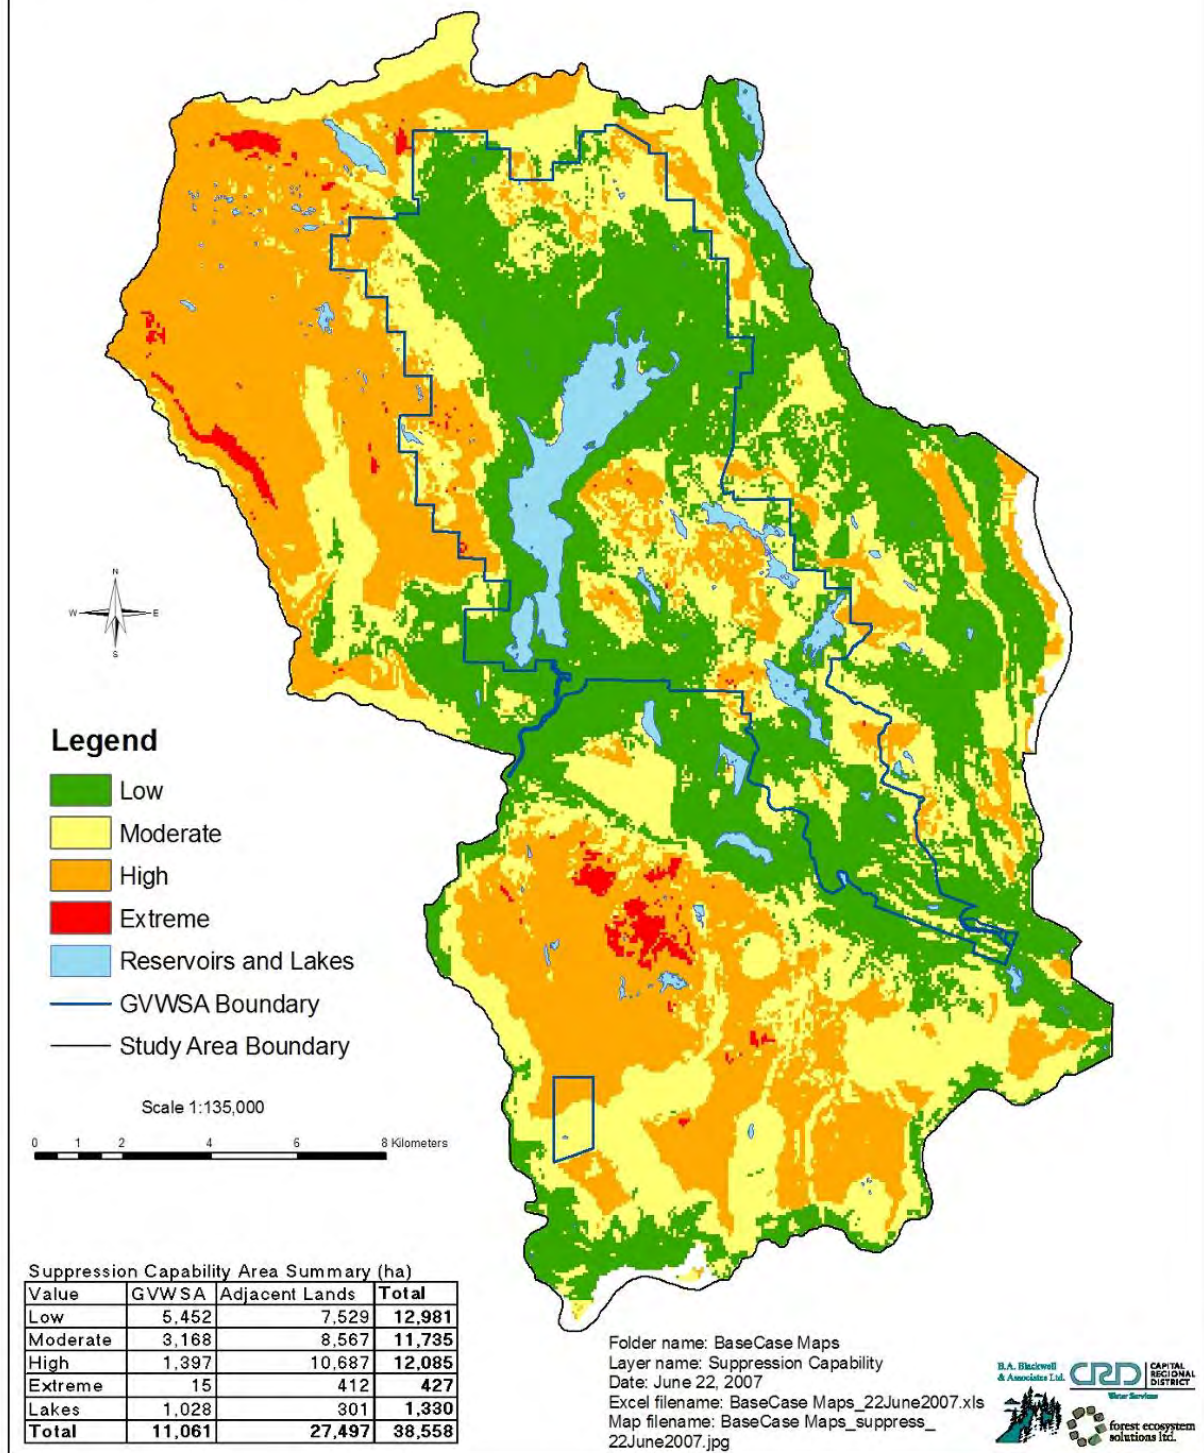 N
W E
S
Legend
Low
Moderate
High
Extreme
Reservoirs and Lakes
GVWSA Boundary
Study Area Boundary
Scale 1:135,000
0 1 2 4 6 8 Kilometers
Suppression Capability Area Summary (ha)
Value GVWSA Adjacent Lands Total
Low 5,452 7,529 12,981
Moderate 3,168 8,567 11,735
High 1,397 10,687 12,085
Extreme 15 412 427
Lakes 1,028 301 1,330
Total 11,061 27,497 38,558
Folder name: BaseCase Maps
Layer name: Suppression Capability
Date: June 22, 2007
Excel filename: BaseCase Maps_22June2007.xls
Map filename: BaseCase Maps_suppress_
22June2007.jpg
B.A. Blackwell
& Associates Ltd.
CRD
CAPITAL
REGIONAL
DISTRICT
Water Services
forest ecosystem
solutions ltd.